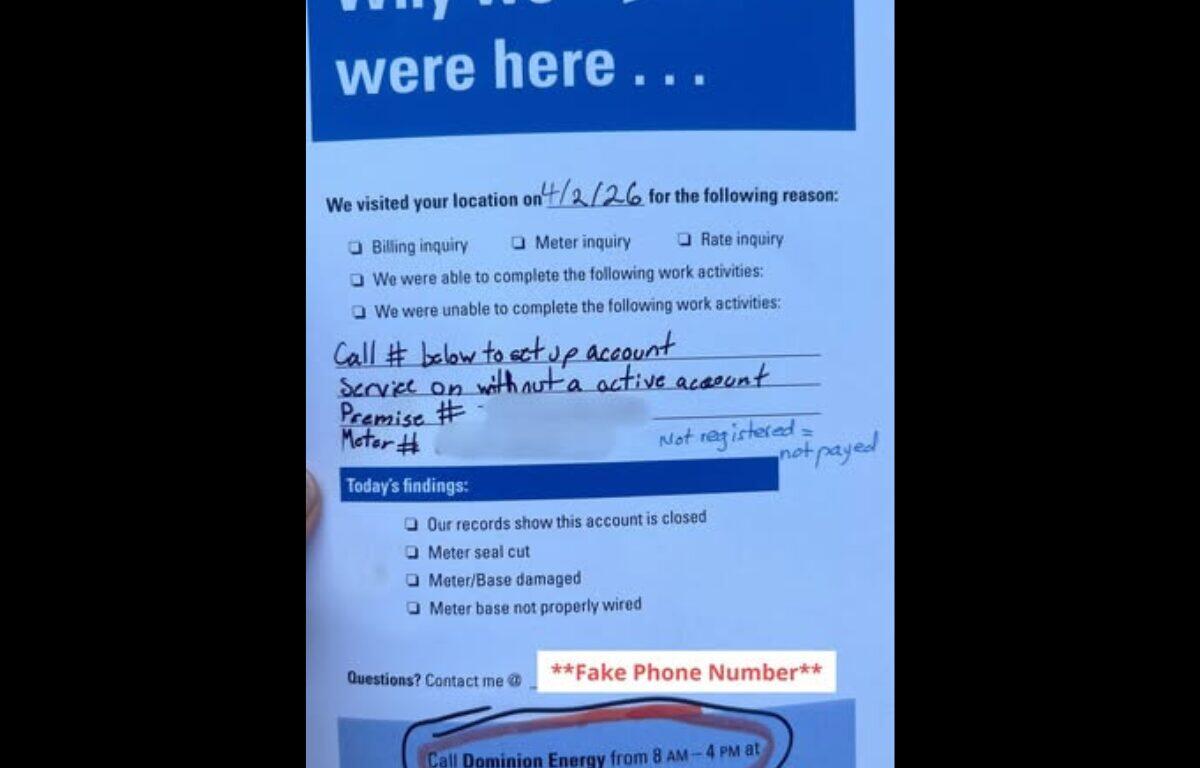 Why we
were here . . .
We visited your location on 4/2/26 for the following reason:
❏ Billing inquiry ❏ Meter inquiry ❏ Rate inquiry
❏ We were able to complete the following work activities:
❏ We were unable to complete the following work activities:
Call # below to set up account
Service on without a active account
Premise #
Meter #
Not registered =
not payed
Today's findings:
❏ Our records show this account is closed
❏ Meter seal cut
❏ Meter/Base damaged
❏ Meter base not properly wired
Questions? Contact me @ **Fake Phone Number**
Call Dominion Energy from 8 AM – 4 PM at